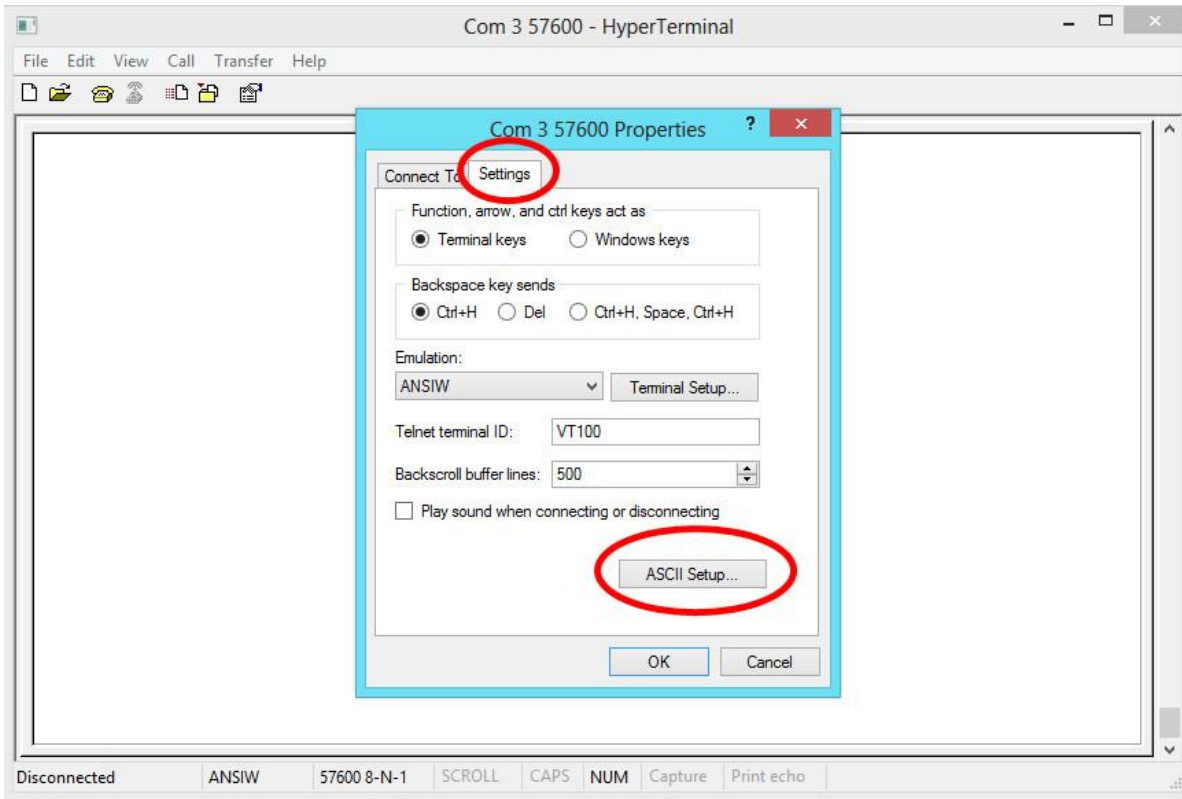 Com 3 57600 - HyperTerminal
File Edit View Call Transfer Help
Com 3 57600 Properties ?
Connect To Settings
Function, arrow, and ctrl keys act as
Terminal keys Windows keys
Backspace key sends
Ctrl+H Del Ctrl+H, Space, Ctrl+H
Emulation:
ANSIW Terminal Setup...
Telnet terminal ID: VT100
Backscroll buffer lines: 500
Play sound when connecting or disconnecting
ASCII Setup...
OK Cancel
Disconnected ANSIW 57600 8-N-1 SCROLL CAPS NUM Capture Print echo